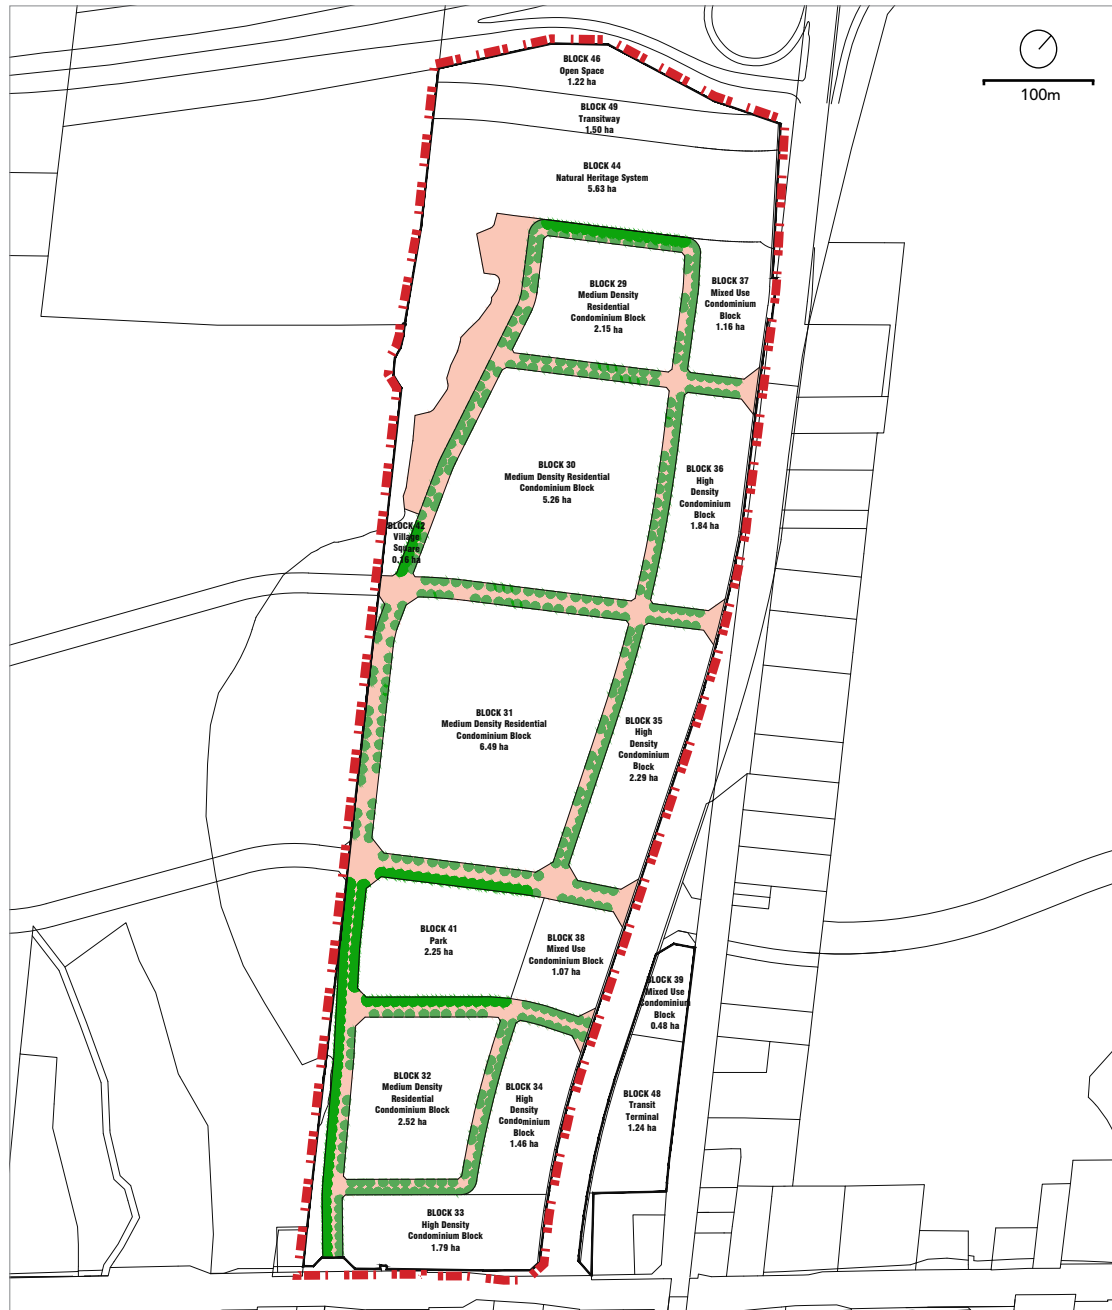 BLOCK 46
Open Space
1.22 ha
100m
BLOCK 49
Transitway
1.50 ha
BLOCK 44
Natural Heritage System
5.63 ha
BLOCK 29
Medium Density
Residential
Condominium Block
2.15 ha
BLOCK 37
Mixed Use
Condominium
Block
1.16 ha
BLOCK 30
Medium Density Residential
Condominium Block
5.26 ha
BLOCK 36
High
Density
Condominium
Block
1.84 ha
BLOCK 42
Village
Square
0.16 ha
BLOCK 31
Medium Density Residential
Condominium Block
6.49 ha
BLOCK 35
High
Density
Condominium
Block
2.29 ha
BLOCK 41
Park
2.25 ha
BLOCK 38
Mixed Use
Condominium Block
1.07 ha
BLOCK 39
Mixed Use
Condominium
Block
0.48 ha
BLOCK 32
Medium Density
Residential
Condominium Block
2.52 ha
BLOCK 34
High
Density
Condominium
Block
1.46 ha
BLOCK 48
Transit
Terminal
1.24 ha
BLOCK 33
High Density
Condominium Block
1.79 ha